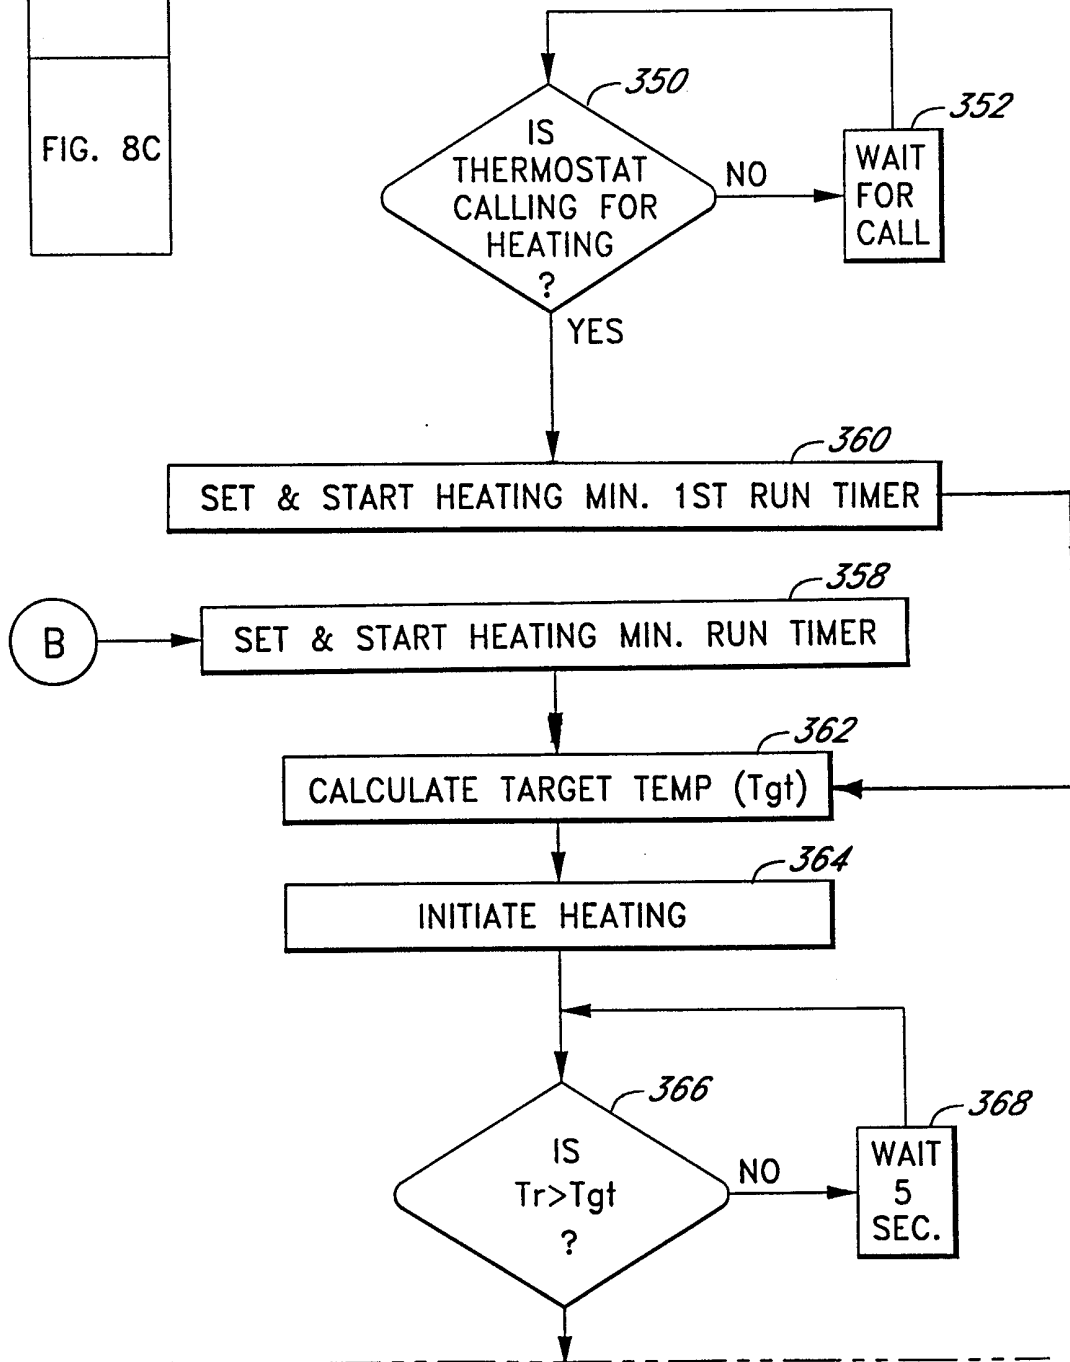 FIG. 8C
350
IS
THERMOSTAT
CALLING FOR
HEATING
?
NO
352
WAIT
FOR
CALL
YES
360
SET & START HEATING MIN. 1ST RUN TIMER
358
B
SET & START HEATING MIN. RUN TIMER
362
CALCULATE TARGET TEMP (Tgt)
364
INITIATE HEATING
366
IS
Tr>Tgt
?
NO
368
WAIT
5
SEC.